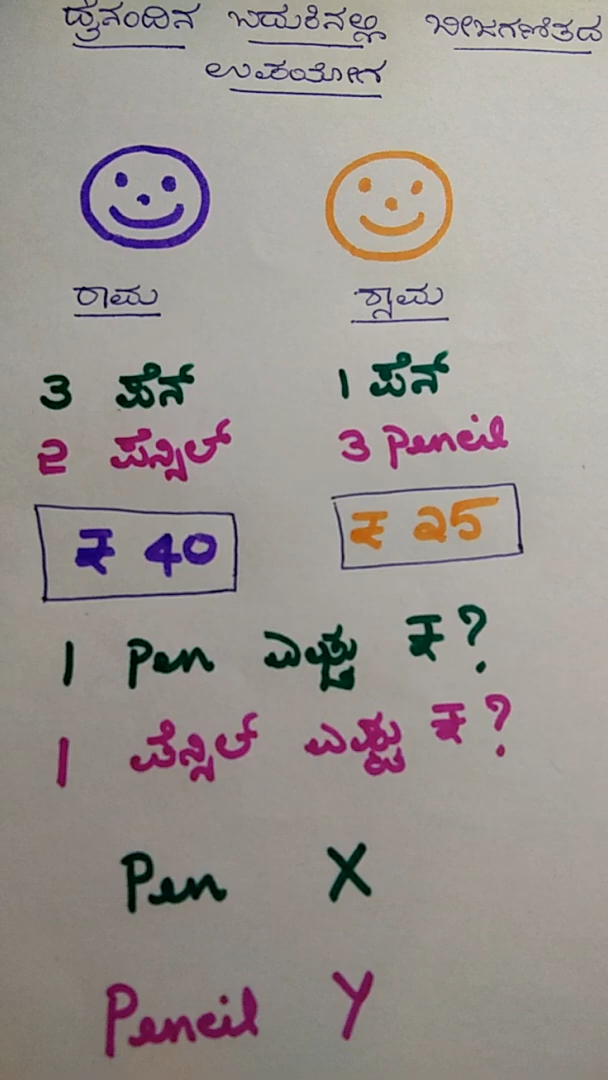 ದೈನಂದಿನ ಬದುಕಿನಲ್ಲಿ ಬೀಜಗಣಿತದ
ಉಪಯೋಗ
ರಾಮ ಶ್ಯಾಮ
3 ಪೆನ್ 1 ಪೆನ್
2 ಪೆನ್ಸಿಲ್ 3 Pencil
₹ 40 ₹ 25
1 Pen ಎಷ್ಟು ₹?
1 ಪೆನ್ಸಿಲ್ ಎಷ್ಟು ₹?
Pen X
Pencil Y